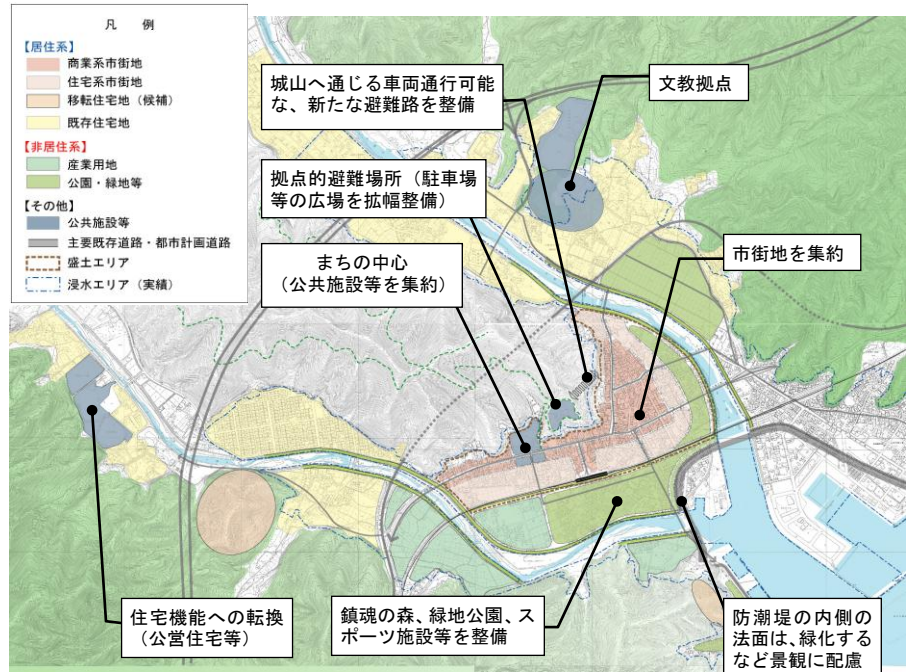 凡 例
【居住系】
商業系市街地
住宅系市街地
移転住宅地（候補）
既存住宅地
【非居住系】
産業用地
公園・緑地等
【その他】
公共施設等
主要既存道路・都市計画道路
盛土エリア
浸水エリア（実績）
城山へ通じる車両通行可能
な、新たな避難路を整備
文教拠点
拠点的避難場所（駐車場
等の広場を拡幅整備）
まちの中心
（公共施設等を集約）
市街地を集約
住宅機能への転換
（公営住宅等）
鎮魂の森、緑地公園、ス
ポーツ施設等を整備
防潮堤の内側の
法面は、緑化する
など景観に配慮